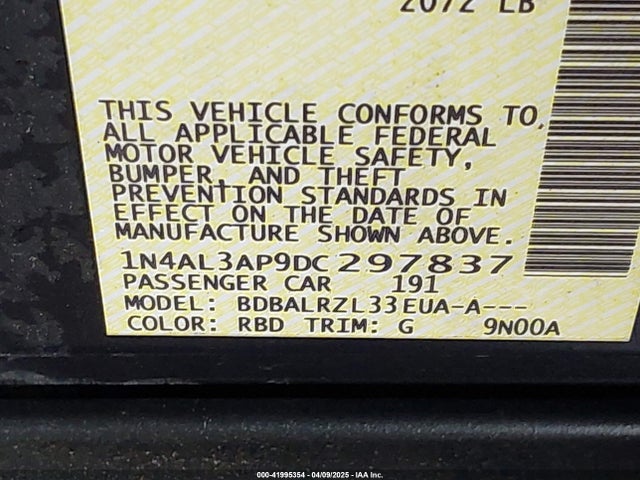 2072 LB
THIS VEHICLE CONFORMS TO
ALL APPLICABLE FEDERAL
MOTOR VEHICLE SAFETY,
BUMPER, AND THEFT
PREVENTION STANDARDS IN
EFFECT ON THE DATE OF
MANUFACTURE SHOWN ABOVE.
1N4AL3AP9DC297837
PASSENGER CAR 191
MODEL: BDBALRZL33EUA-A---
COLOR: RBD TRIM: G 9N00A
000-41995354 - 04/09/2025 - IAA Inc.